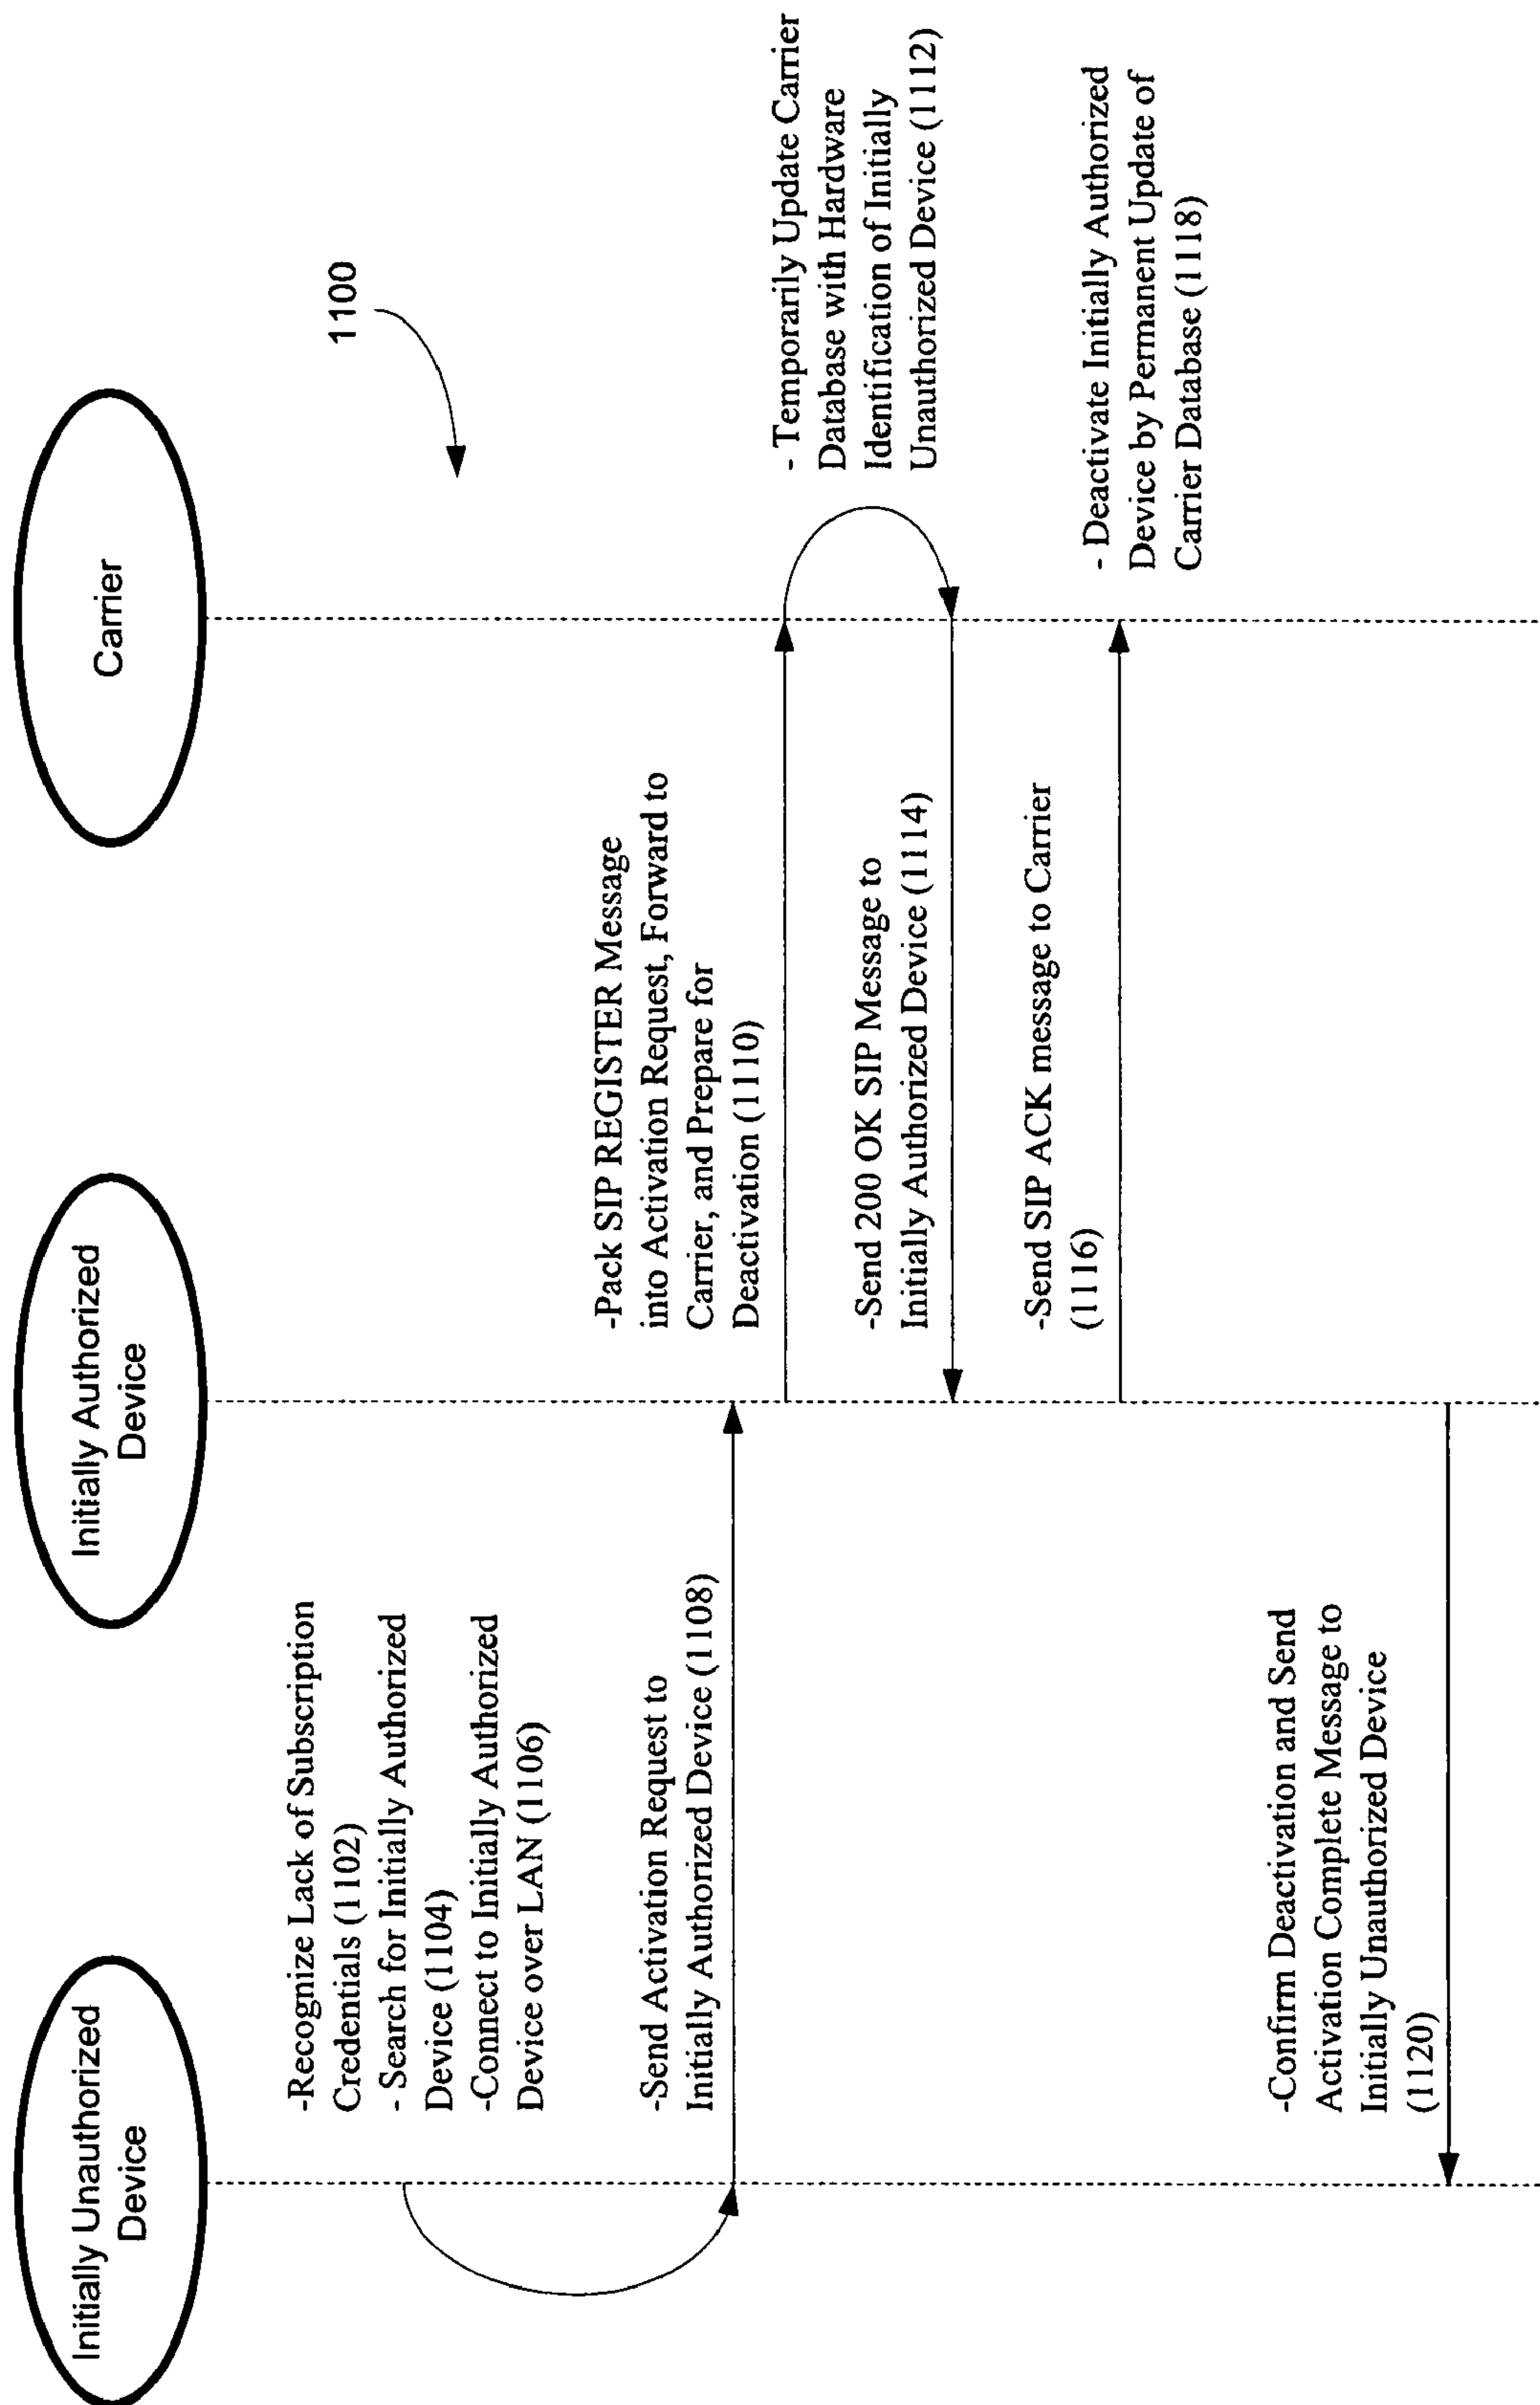 Initially Unauthorized
Device
Initially Authorized
Device
Carrier
1100
-Recognize Lack of Subscription
Credentials (1102)
- Search for Initially Authorized
Device (1104)
-Connect to Initially Authorized
Device over LAN (1106)
-Send Activation Request to
Initially Authorized Device (1108)
-Pack SIP REGISTER Message
into Activation Request, Forward to
Carrier, and Prepare for
Deactivation (1110)
- Temporarily Update Carrier
Database with Hardware
Identification of Initially
Unauthorized Device (1112)
-Send 200 OK SIP Message to
Initially Authorized Device (1114)
-Send SIP ACK message to Carrier
(1116)
- Deactivate Initially Authorized
Device by Permanent Update of
Carrier Database (1118)
-Confirm Deactivation and Send
Activation Complete Message to
Initially Unauthorized Device
(1120)